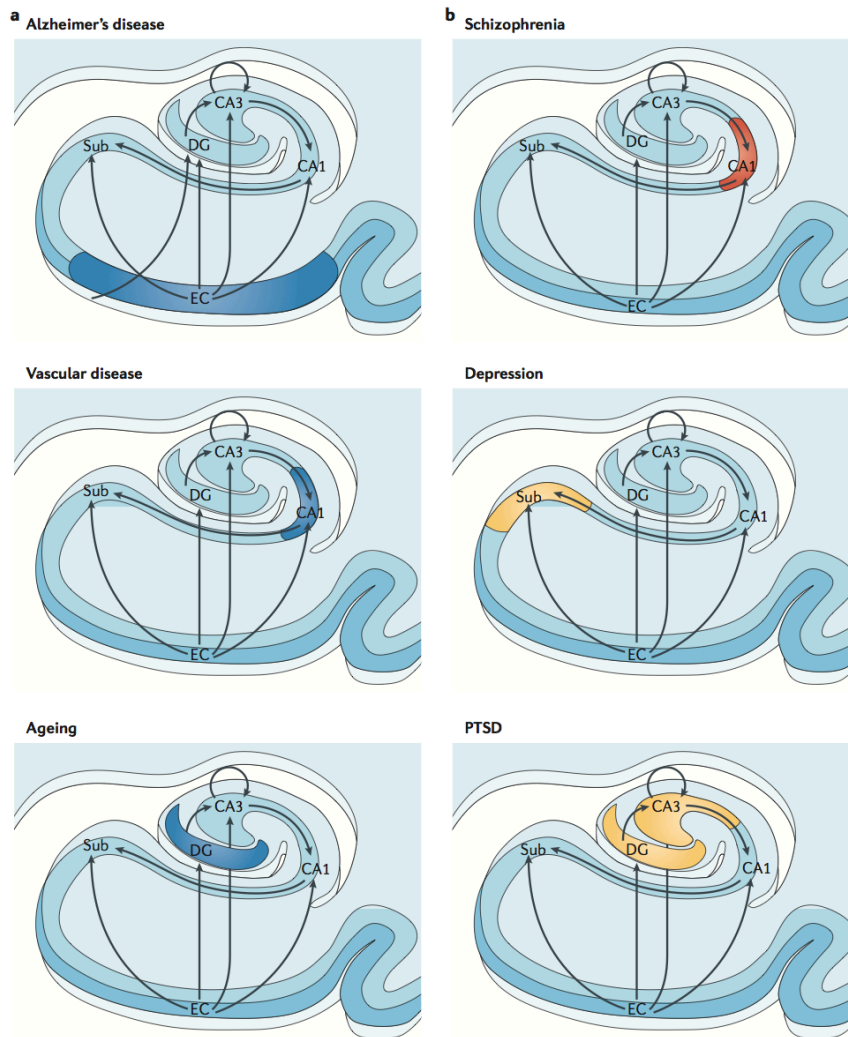 a Alzheimer's disease
CA3
Sub
DG
CA1
EC
b Schizophrenia
CA3
Sub
DG
CA1
EC
Vascular disease
CA3
Sub
DG
CA1
EC
Depression
CA3
Sub
DG
CA1
EC
Ageing
CA3
Sub
DG
CA1
EC
PTSD
CA3
Sub
DG
CA1
EC